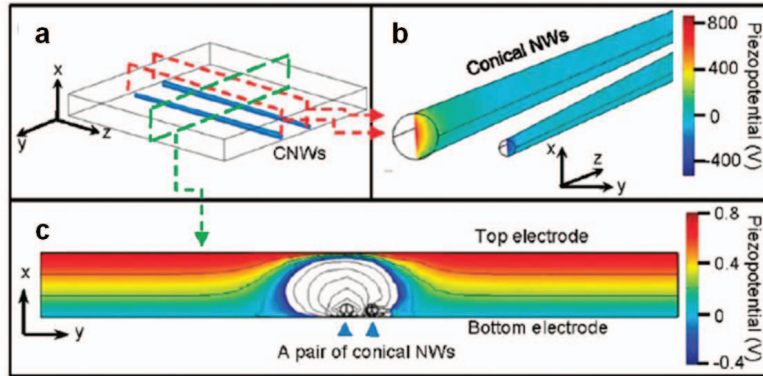 a
x
y
z
CNWs
b
Conical NWs
x
z
y
800
400
0
-400
Piezopotential (V)
c
x
y
Top electrode
Bottom electrode
A pair of conical NWs
0.8
0.4
0
-0.4
Piezopotential (V)